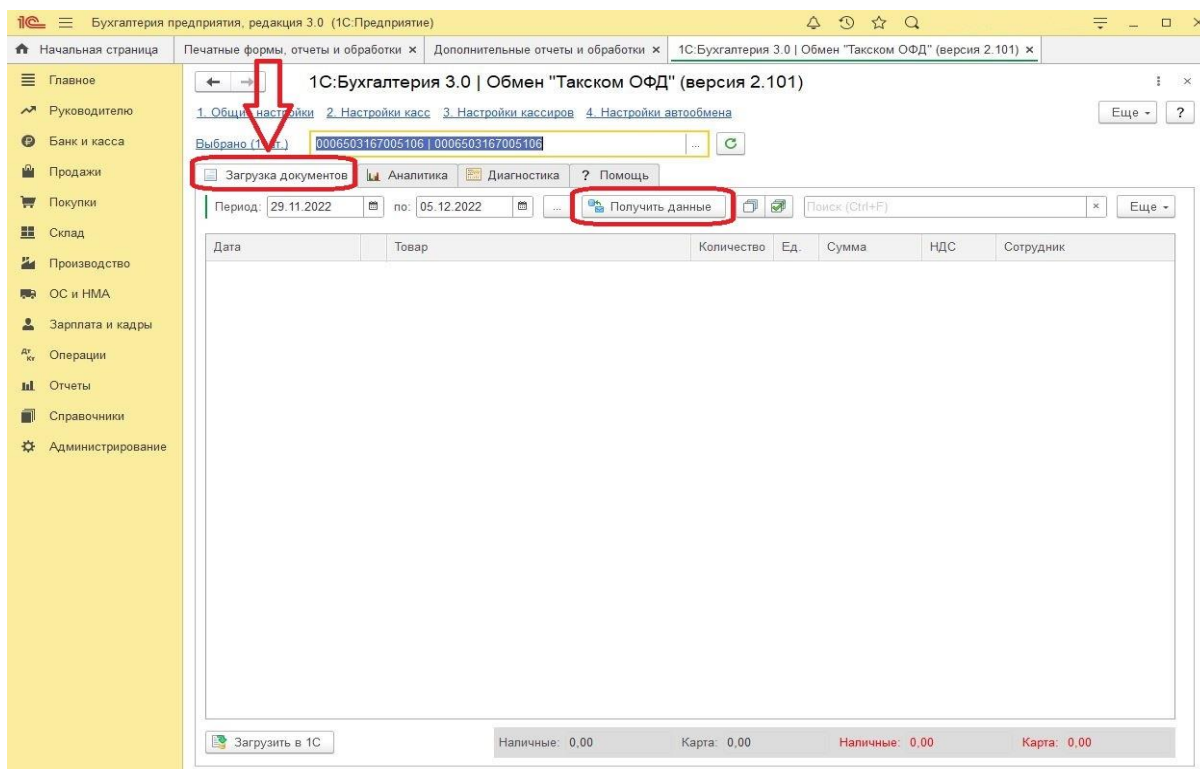 1С Бухгалтерия предприятия, редакция 3.0 (1С:Предприятие)
Начальная страница Печатные формы, отчеты и обработки × Дополнительные отчеты и обработки × 1С:Бухгалтерия 3.0 | Обмен "Такском ОФД" (версия 2.101) ×
Главное
Руководителю
Банк и касса
Продажи
Покупки
Склад
Производство
ОС и НМА
Зарплата и кадры
Дт Кт Операции
Отчеты
Справочники
Администрирование
1С:Бухгалтерия 3.0 | Обмен "Такском ОФД" (версия 2.101)
1. Общие настройки 2. Настройки касс 3. Настройки кассиров 4. Настройки автообмена Еще ?
Выбрано (1 шт.) 0006503167005106 | 0006503167005106 ...
Загрузка документов Аналитика Диагностика ? Помощь
Период: 29.11.2022 по: 05.12.2022 ... Получить данные Поиск (Ctrl+F) × Еще
Дата Товар Количество Ед. Сумма НДС Сотрудник
Загрузить в 1С Наличные: 0,00 Карта: 0,00 Наличные: 0,00 Карта: 0,00